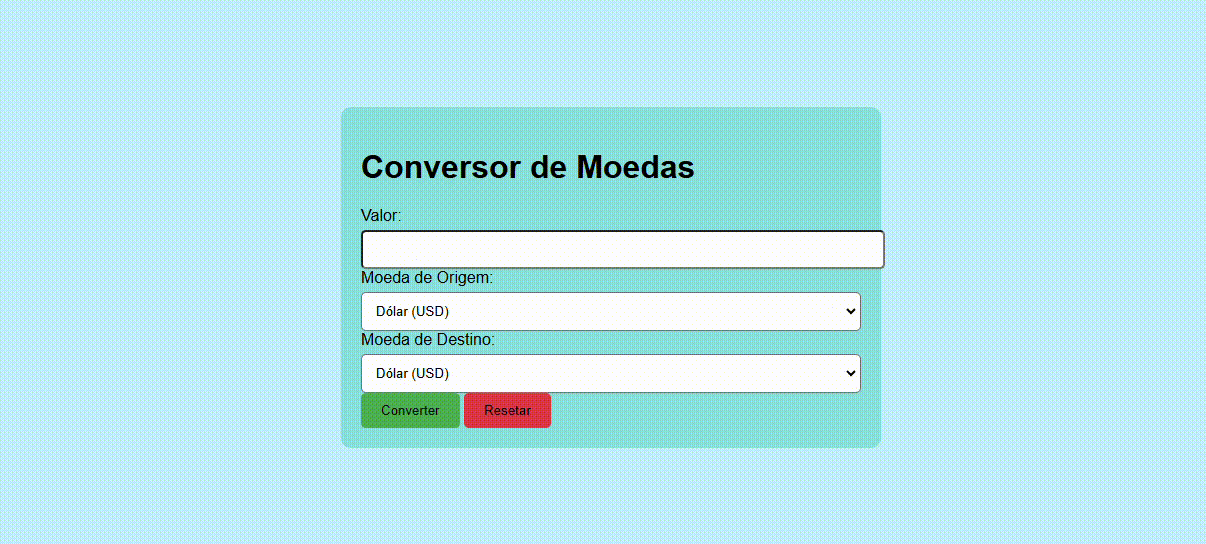 Conversor de Moedas
Valor:
Moeda de Origem:
Dólar (USD)
Moeda de Destino:
Dólar (USD)
Converter Resetar